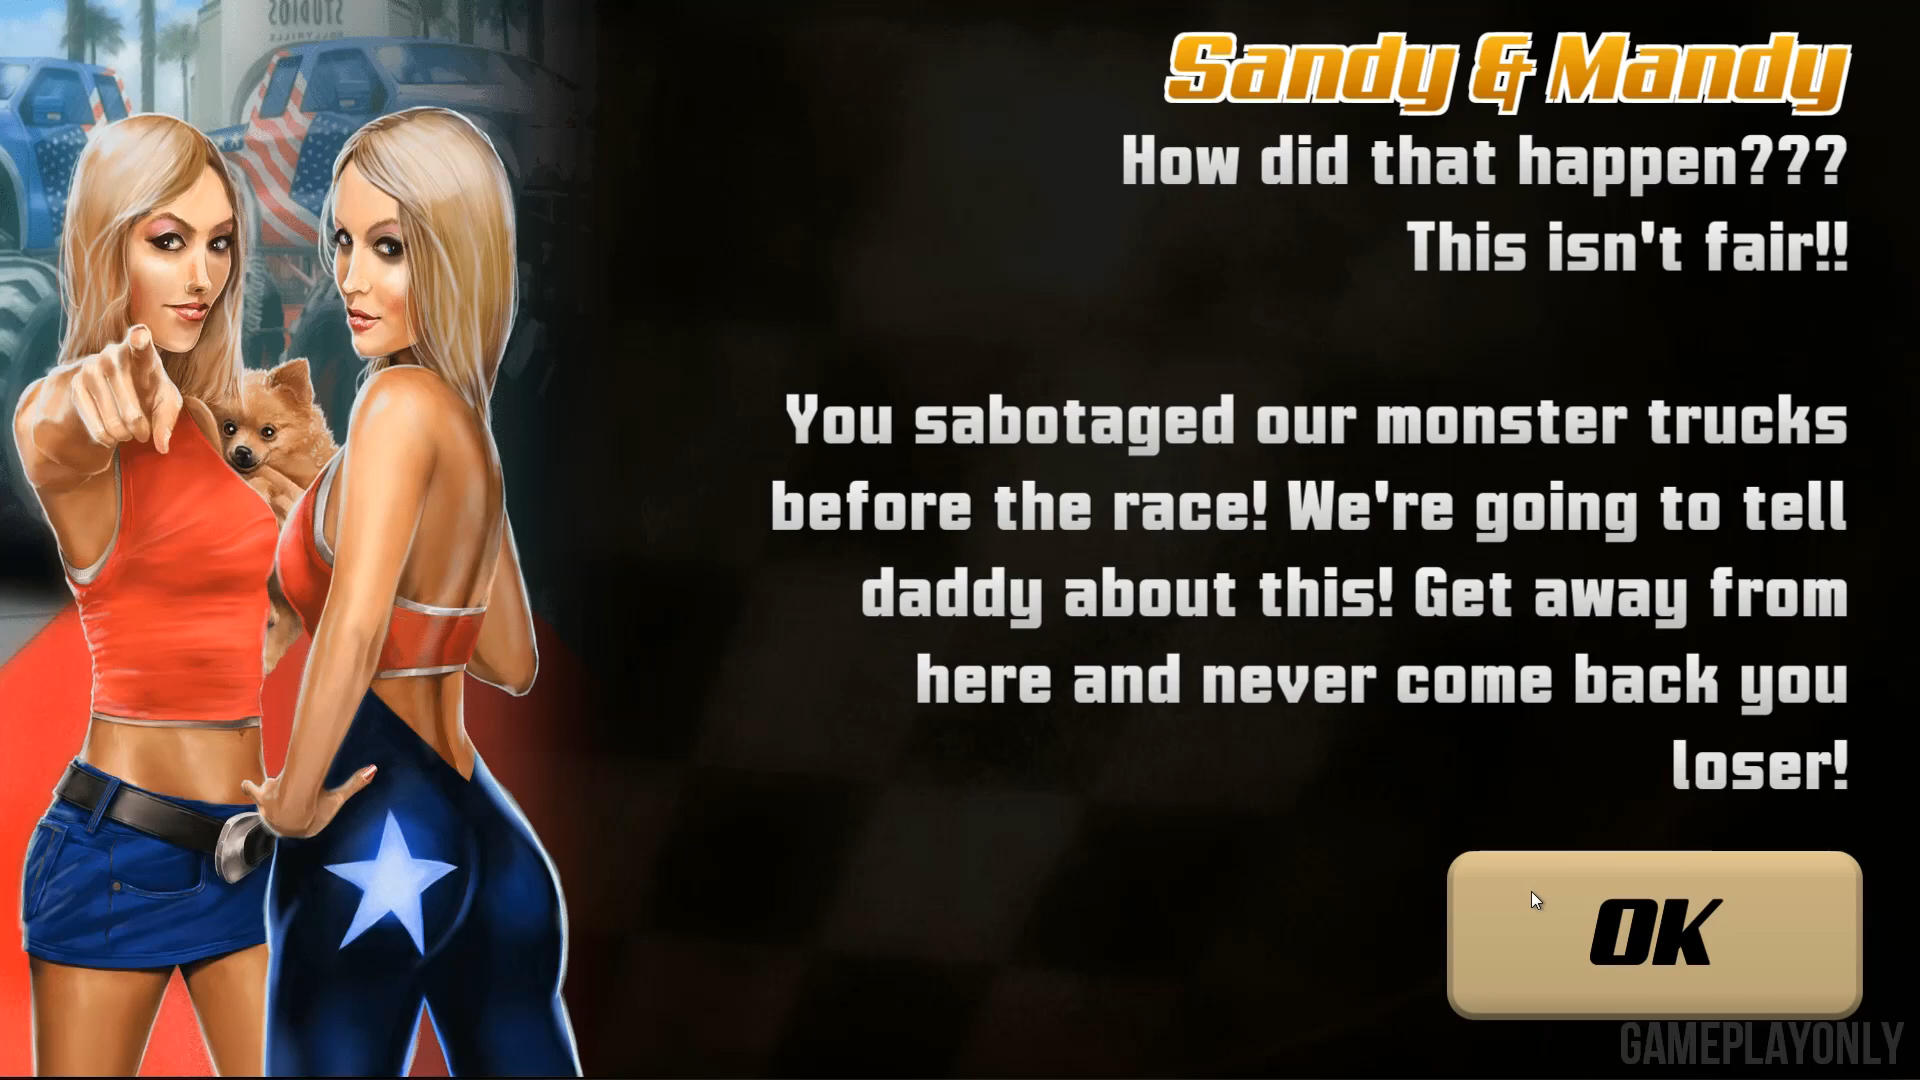 STUDIOS
Sandy & Mandy
How did that happen???
This isn't fair!!
You sabotaged our monster trucks
before the race! We're going to tell
daddy about this! Get away from
here and never come back you
loser!
OK
GAMEPLAYONLY